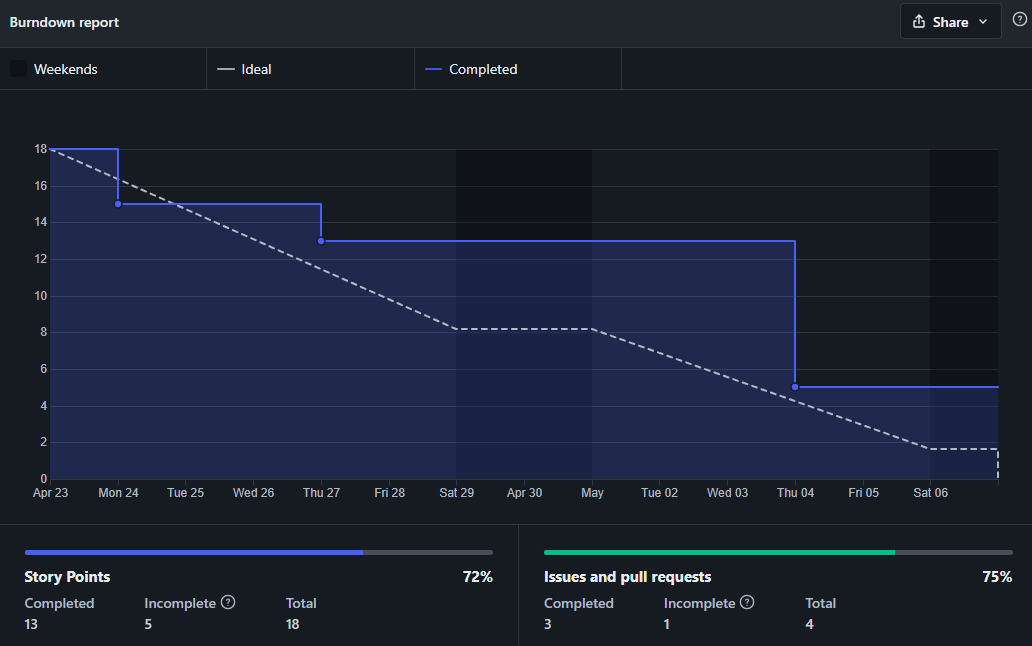 Burndown report
Share
Weekends
Ideal
Completed
18
16
14
12
10
8
6
4
2
0
Apr 23 Mon 24 Tue 25 Wed 26 Thu 27 Fri 28 Sat 29 Apr 30 May Tue 02 Wed 03 Thu 04 Fri 05 Sat 06
Story Points 72%
Completed Incomplete ? Total
13 5 18
Issues and pull requests 75%
Completed Incomplete ? Total
3 1 4